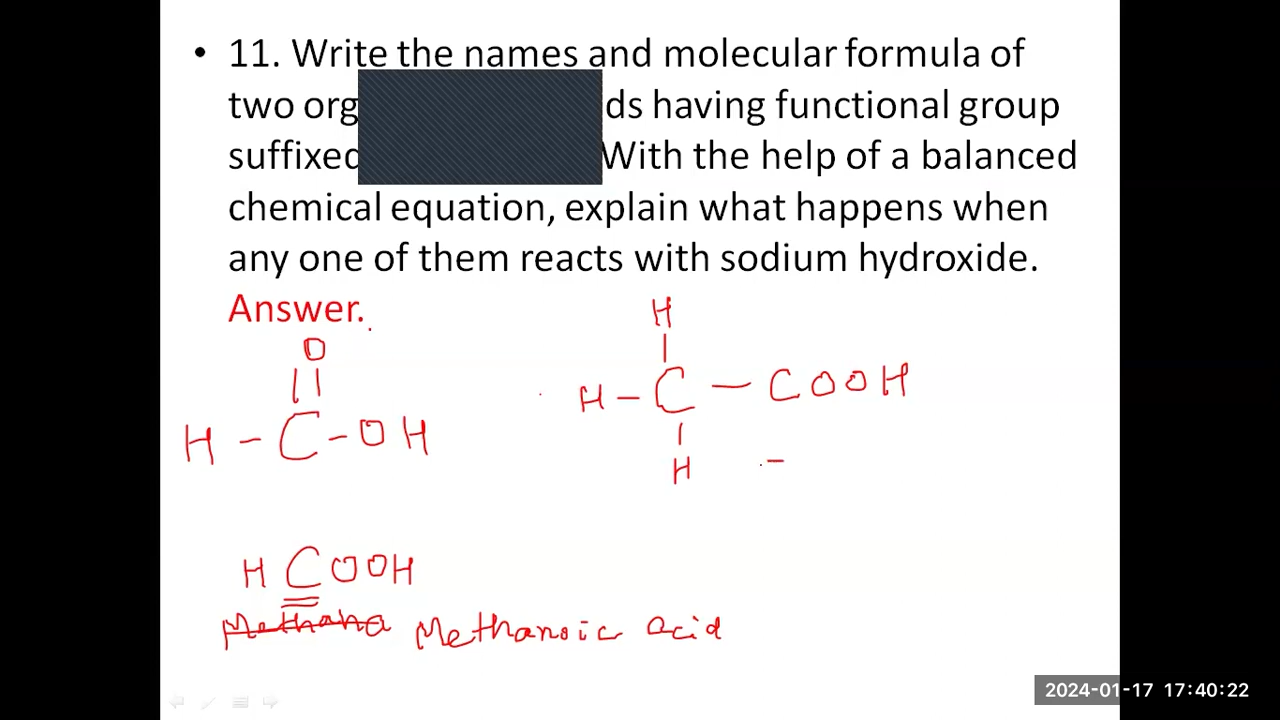 • 11. Write the names and molecular formula of
two org ds having functional group
suffixed With the help of a balanced
chemical equation, explain what happens when
any one of them reacts with sodium hydroxide.
Answer.
O
H - C - OH
H
H - C - COOH
H
HCOOH
Methana Methanoic acid
2024-01-17 17:40:22